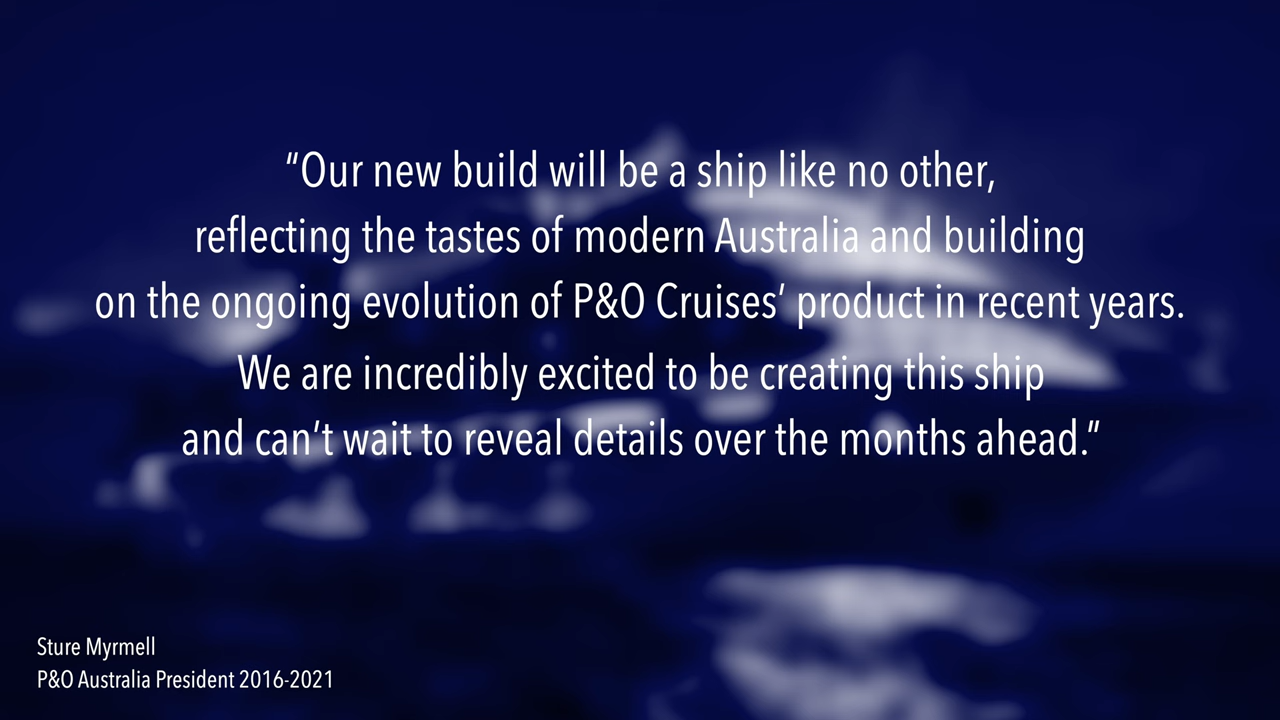 “Our new build will be a ship like no other,
reflecting the tastes of modern Australia and building
on the ongoing evolution of P&O Cruises’ product in recent years.
We are incredibly excited to be creating this ship
and can’t wait to reveal details over the months ahead.”
Sture Myrmell
P&O Australia President 2016-2021